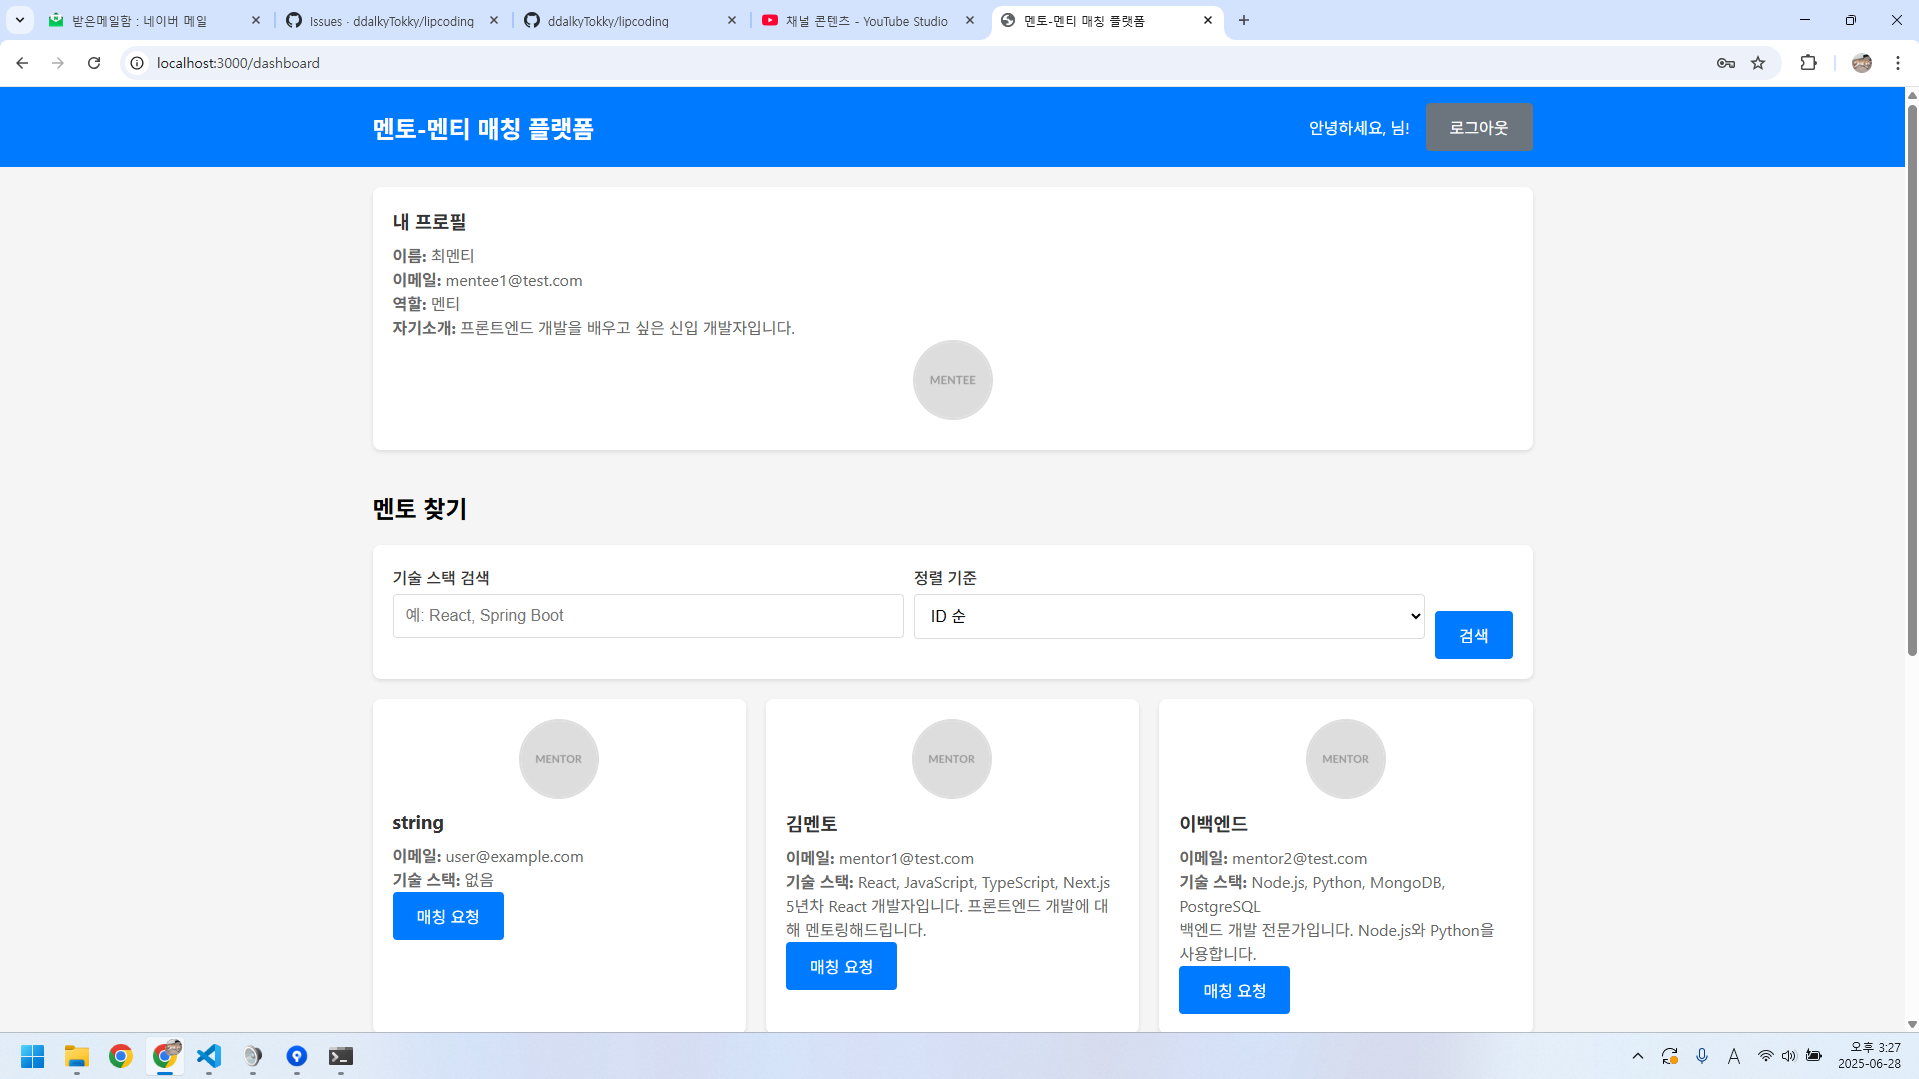 받은메일함 : 네이버 메일
Issues · ddalkyTokky/lipcoding
ddalkyTokky/lipcoding
채널 콘텐츠 - YouTube Studio
멘토-멘티 매칭 플랫폼
localhost:3000/dashboard
멘토-멘티 매칭 플랫폼
안녕하세요, 님!
로그아웃
내 프로필
이름: 최멘티
이메일: mentee1@test.com
역할: 멘티
자기소개: 프론트엔드 개발을 배우고 싶은 신입 개발자입니다.
MENTEE
멘토 찾기
기술 스택 검색
예: React, Spring Boot
정렬 기준
ID 순
검색
MENTOR
string
이메일: user@example.com
기술 스택: 없음
매칭 요청
MENTOR
김멘토
이메일: mentor1@test.com
기술 스택: React, JavaScript, TypeScript, Next.js
5년차 React 개발자입니다. 프론트엔드 개발에 대
해 멘토링해드립니다.
매칭 요청
MENTOR
이백엔드
이메일: mentor2@test.com
기술 스택: Node.js, Python, MongoDB,
PostgreSQL
백엔드 개발 전문가입니다. Node.js와 Python을
사용합니다.
매칭 요청
A
오후 3:27
2025-06-28